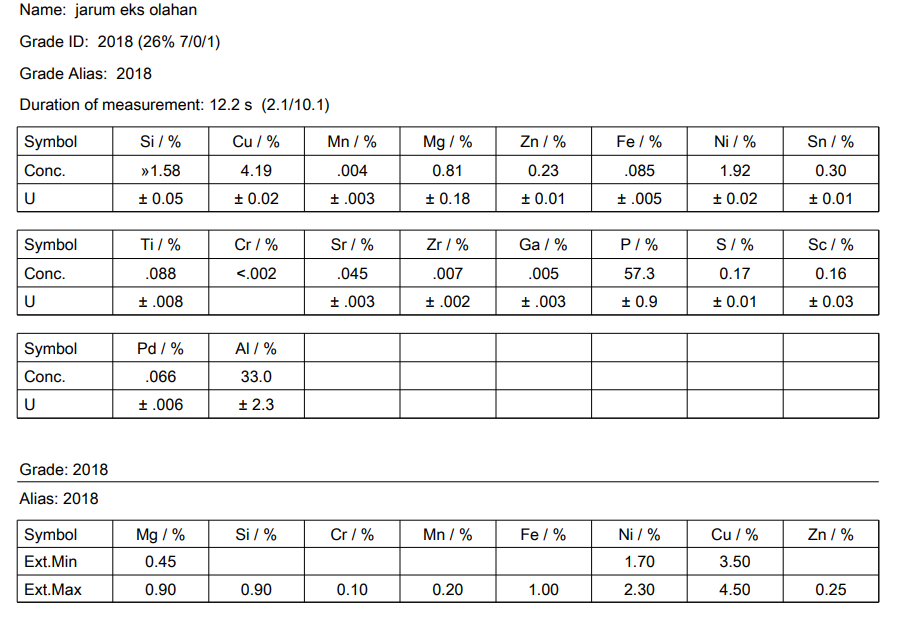 Name: jarum eks olahan
Grade ID: 2018 (26% 7/0/1)
Grade Alias: 2018
Duration of measurement: 12.2 s (2.1/10.1)
Symbol Si / % Cu / % Mn / % Mg / % Zn / % Fe / % Ni / % Sn / %
Conc. »1.58 4.19 .004 0.81 0.23 .085 1.92 0.30
U ± 0.05 ± 0.02 ± .003 ± 0.18 ± 0.01 ± .005 ± 0.02 ± 0.01
Symbol Ti / % Cr / % Sr / % Zr / % Ga / % P / % S / % Sc / %
Conc. .088 <.002 .045 .007 .005 57.3 0.17 0.16
U ± .008 ± .003 ± .002 ± .003 ± 0.9 ± 0.01 ± 0.03
Symbol Pd / % Al / %
Conc. .066 33.0
U ± .006 ± 2.3
Grade: 2018
Alias: 2018
Symbol Mg / % Si / % Cr / % Mn / % Fe / % Ni / % Cu / % Zn / %
Ext.Min 0.45 1.70 3.50
Ext.Max 0.90 0.90 0.10 0.20 1.00 2.30 4.50 0.25